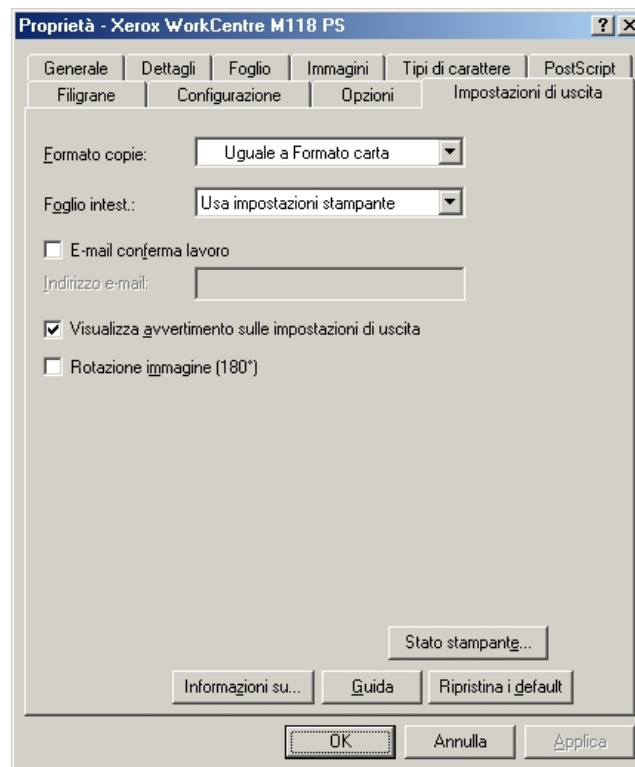 Proprietà - Xerox WorkCentre M118 PS
Generale Dettagli Foglio Immagini Tipi di carattere PostScript
Filigrane Configurazione Opzioni Impostazioni di uscita
Formato copie: Uguale a Formato carta
Foglio intest.: Usa impostazioni stampante
E-mail conferma lavoro
Indirizzo e-mail:
Visualizza avvertimento sulle impostazioni di uscita
Rotazione immagine (180°)
Stato stampante...
Informazioni su... Guida Ripristina i default
OK Annulla Applica